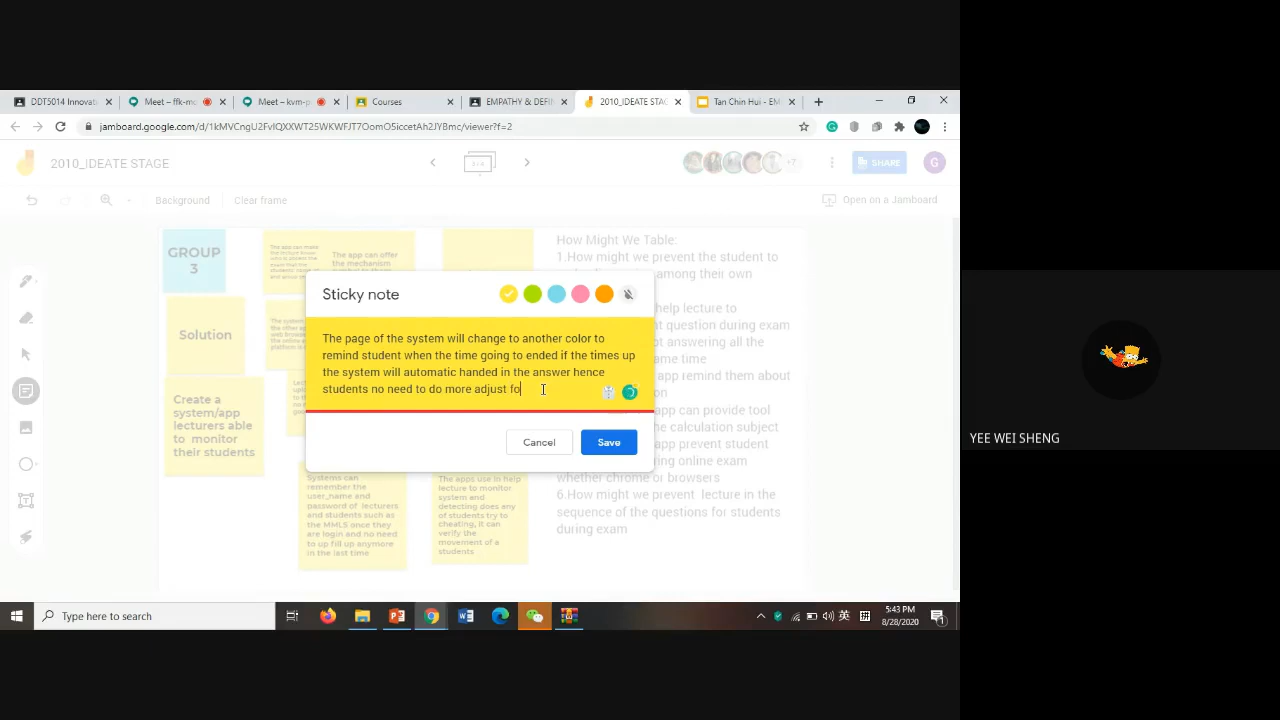 DDT5014 Innovat
Meet – ffk-m
Meet – kvm-p
Courses
EMPATHY & DEFIN
2010_IDEATE STAG
Tan Chin Hui - EM
jamboard.google.com/d/1kMVCngU2FvIQXXWT25WKWFJT7OomO5iccetAh2JYBmc/viewer?f=2
2010_IDEATE STAGE
+7
SHARE
G
Background
Clear frame
Open on a Jamboard
GROUP
3
The app can offer
the mechanism
Solution
Create a
system/app
lecturers able
to monitor
their students
How Might We Table:
1.How might we prevent the student to
among their own
help lecture to
question during exam
ot answering all the
ame time
app remind them about
app can provide tool
he calculation subject
app prevent student
ring online exam
whether chrome or browsers
6.How might we prevent lecture in the
sequence of the questions for students
during exam
Sticky note
The page of the system will change to another color to
remind student when the time going to ended if the times up
the system will automatic handed in the answer hence
students no need to do more adjust fo
Cancel
Save
Systems can
remember the
user_name and
password of lecturers
and students such as
the MMLS once they
are login and no need
to up fill up anymore
in the last time
The apps use in help
lecture to monitor
system and
detecting does any
of students try to
cheating, it can
verify the
movement of a
students
YEE WEI SHENG
Type here to search
英
5:43 PM
8/28/2020
1